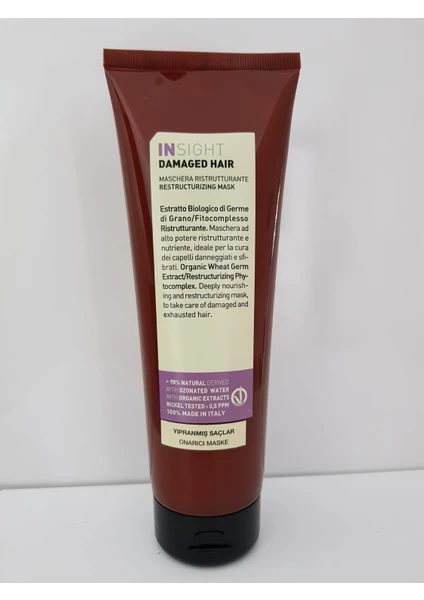 INSIGHT
DAMAGED HAIR
MASCHERA RISTRUTTURANTE
RESTRUCTURIZING MASK
Estratto Biologico di Germe
di Grano/Fitocomplesso
Ristrutturante. Maschera ad
alto potere ristrutturante e
nutriente, ideale per la cura
dei capelli danneggiati e sfi-
brati. Organic Wheat Germ
Extract/Restructurizing Phy-
tocomplex. Deeply nourish-
ing and restructurizing mask,
to take care of damaged and
exhausted hair.
> 98% NATURAL DERIVED
WITH OZONATED WATER
WITH ORGANIC EXTRACTS
NICKEL TESTED < 0,5 PPM
100% MADE IN ITALY
YIPRANMIŞ SAÇLAR
ONARICI MASKE